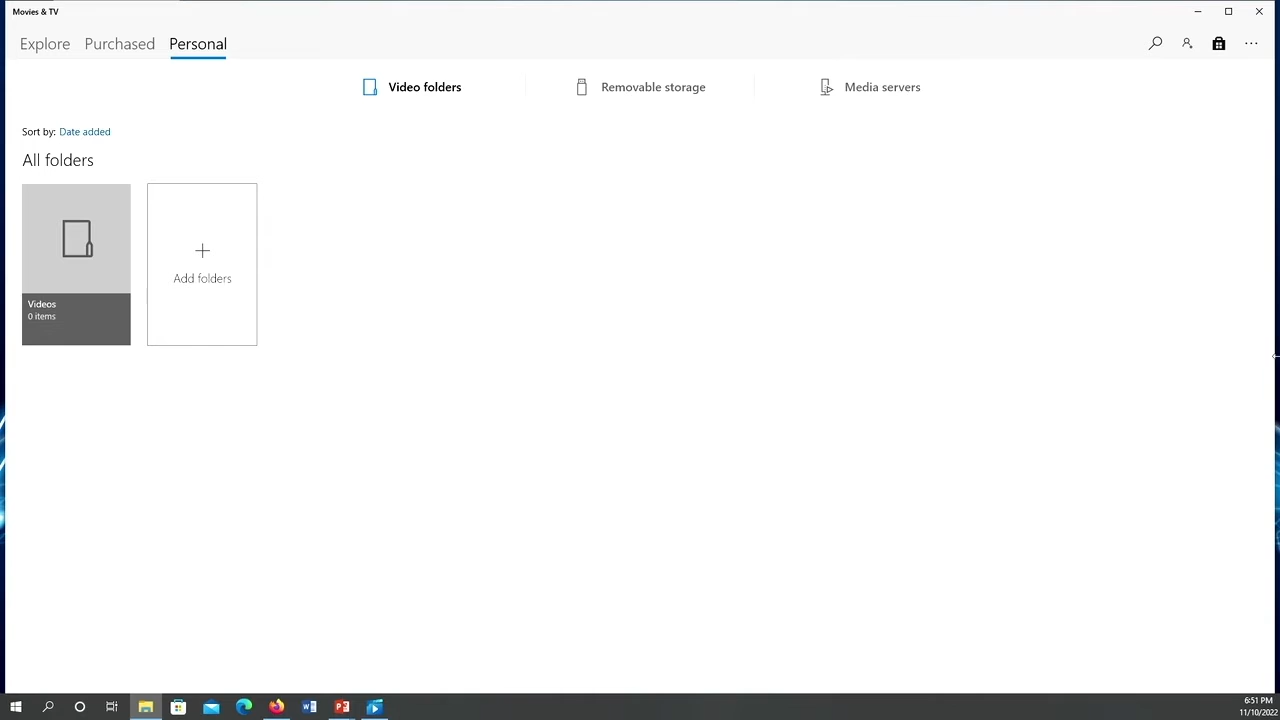 Movies & TV
Explore Purchased Personal
Video folders Removable storage Media servers
Sort by: Date added
All folders
Videos
0 items
Add folders
6:51 PM
11/10/2022